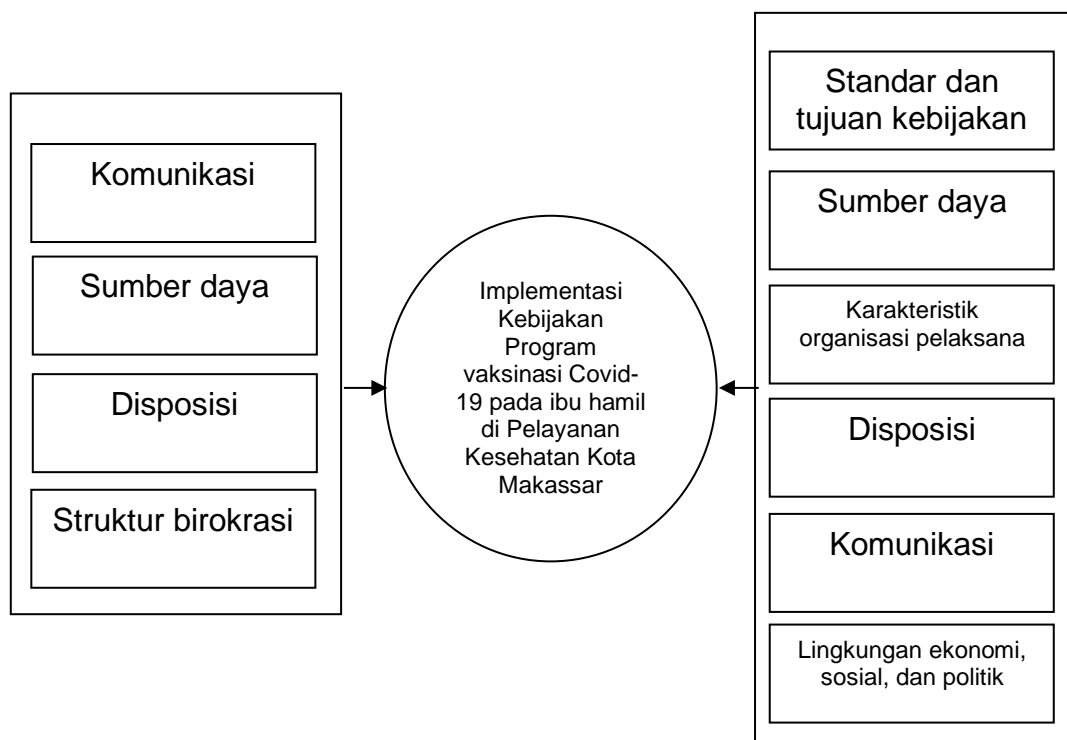 Komunikasi
Sumber daya
Disposisi
Struktur birokrasi
Implementasi
Kebijakan
Program
vaksinasi Covid-
19 pada ibu hamil
di Pelayanan
Kesehatan Kota
Makassar
Standar dan
tujuan kebijakan
Sumber daya
Karakteristik
organisasi pelaksana
Disposisi
Komunikasi
Lingkungan ekonomi,
sosial, dan politik